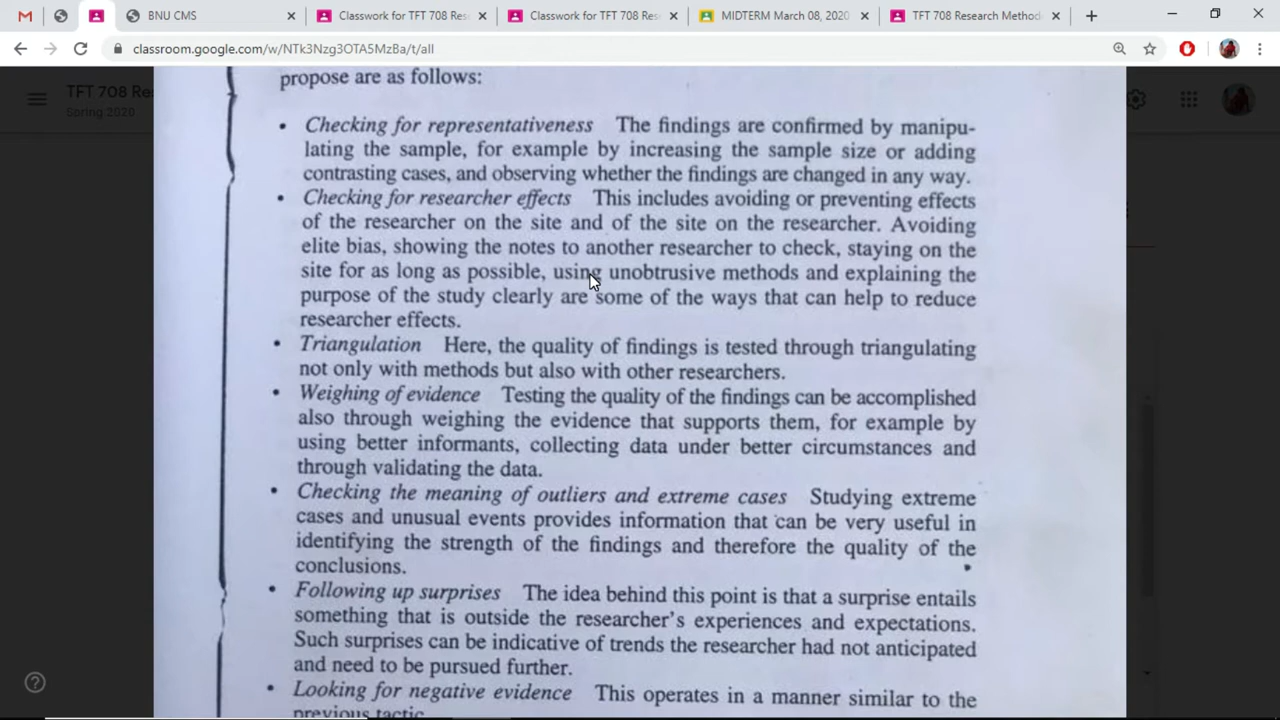 BNU CMS
Classwork for TFT 708 Res
Classwork for TFT 708 Res
MIDTERM March 08, 2020
TFT 708 Research Method
classroom.google.com/w/NTk3Nzg3OTA5MzBa/t/all
TFT 708 Res
Spring 2020
propose are as follows:
• Checking for representativeness The findings are confirmed by manipu-
lating the sample, for example by increasing the sample size or adding
contrasting cases, and observing whether the findings are changed in any way.
• Checking for researcher effects This includes avoiding or preventing effects
of the researcher on the site and of the site on the researcher. Avoiding
elite bias, showing the notes to another researcher to check, staying on the
site for as long as possible, using unobtrusive methods and explaining the
purpose of the study clearly are some of the ways that can help to reduce
researcher effects.
• Triangulation Here, the quality of findings is tested through triangulating
not only with methods but also with other researchers.
• Weighing of evidence Testing the quality of the findings can be accomplished
also through weighing the evidence that supports them, for example by
using better informants, collecting data under better circumstances and
through validating the data.
• Checking the meaning of outliers and extreme cases Studying extreme
cases and unusual events provides information that can be very useful in
identifying the strength of the findings and therefore the quality of the
conclusions.
• Following up surprises The idea behind this point is that a surprise entails
something that is outside the researcher's experiences and expectations.
Such surprises can be indicative of trends the researcher had not anticipated
and need to be pursued further.
• Looking for negative evidence This operates in a manner similar to the
previous tactic.